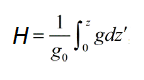 H = \frac{1}{g_0} \int_0^z g dz'